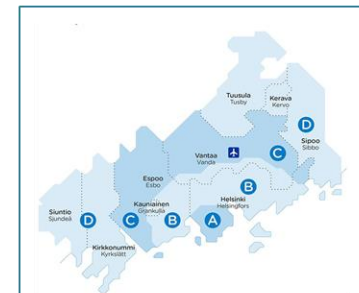 Tuusula
Tusby
Kerava
Kervo
D
Sipoo
Sibbo
Vantaa
Vanda
C
Espoo
Esbo
B
Helsinki
Helsingfors
Kauniainen
Grankulla
Siuntio
Sjundeå
D
C
B
A
Kirkkonummi
Kyrkslätt